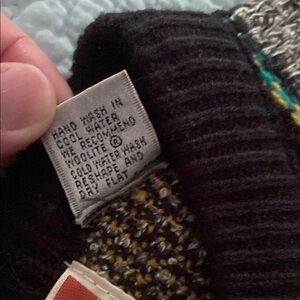 HAND WASH IN
COOL WATER
WE RECOMMEND
WOOLITE ®
COLD WATER WASH
RESHAPE AND
DRY FLAT